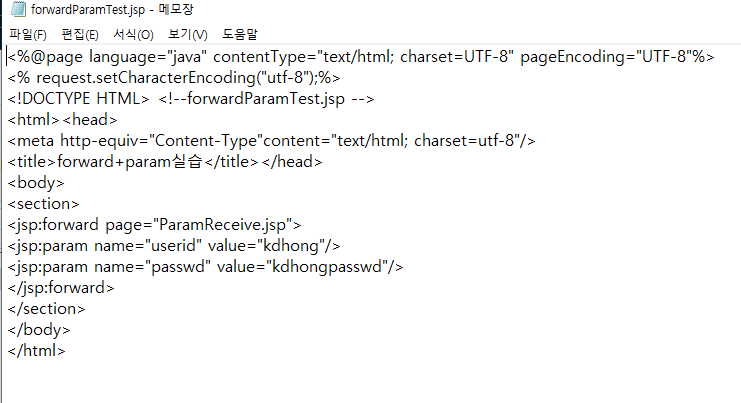 forwardParamTest.jsp - 메모장
파일(F) 편집(E) 서식(O) 보기(V) 도움말
<%@page language="java" contentType="text/html; charset=UTF-8" pageEncoding="UTF-8"%>
<% request.setCharacterEncoding("utf-8");%>
<!DOCTYPE HTML> <!--forwardParamTest.jsp -->
<html><head>
<meta http-equiv="Content-Type"content="text/html; charset=utf-8"/>
<title>forward+param실습</title></head>
<body>
<section>
<jsp:forward page="ParamReceive.jsp">
<jsp:param name="userid" value="kdhong"/>
<jsp:param name="passwd" value="kdhongpasswd"/>
</jsp:forward>
</section>
</body>
</html>